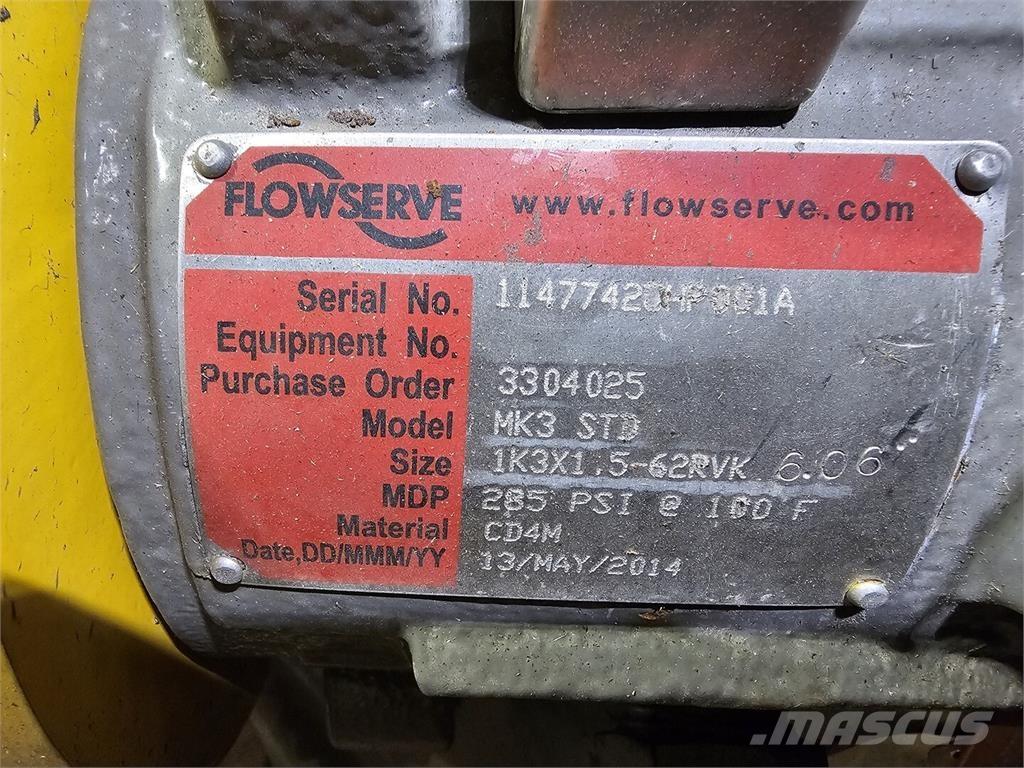 FLOWSERVE www.flowserve.com
Serial No.
Equipment No.
Purchase Order 3304025
Model MK3 STD
Size 1K3X1.5-62RVK 6.06"
MDP 285 PSI @ 100 F
Material CD4M
Date,DD/MMM/YY 13/MAY/2014
MASCUS